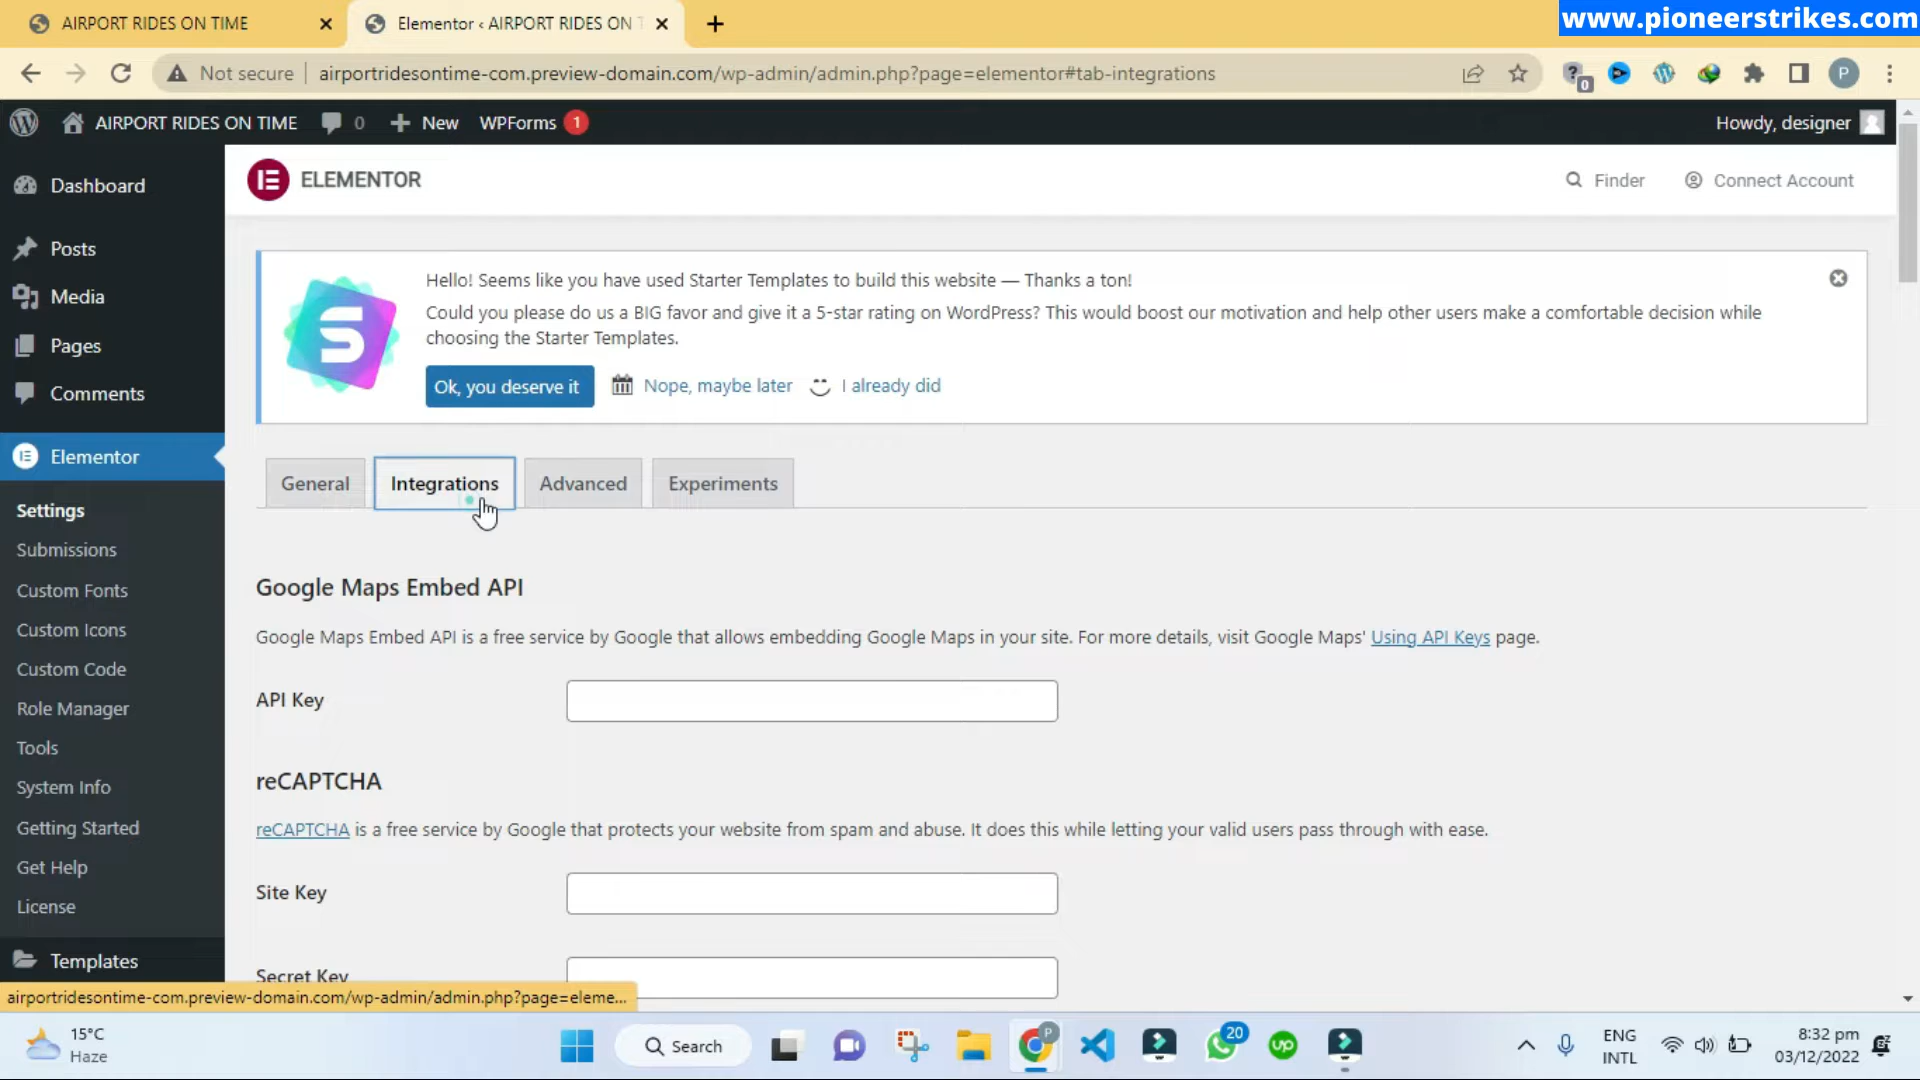 www.pioneerstrikes.com
AIRPORT RIDES ON TIME
Elementor ‹ AIRPORT RIDES ON
Not secure
airportridesontime-com.preview-domain.com/wp-admin/admin.php?page=elementor#tab-integrations
0
P
AIRPORT RIDES ON TIME
0
New
WPForms 1
Howdy, designer
Dashboard
Posts
Media
Pages
Comments
Elementor
Settings
Submissions
Custom Fonts
Custom Icons
Custom Code
Role Manager
Tools
System Info
Getting Started
Get Help
License
Templates
ELEMENTOR
Finder
Connect Account
S
Hello! Seems like you have used Starter Templates to build this website — Thanks a ton!
Could you please do us a BIG favor and give it a 5-star rating on WordPress? This would boost our motivation and help other users make a comfortable decision while
choosing the Starter Templates.
Ok, you deserve it
Nope, maybe later
I already did
General
Integrations
Advanced
Experiments
Google Maps Embed API
Google Maps Embed API is a free service by Google that allows embedding Google Maps in your site. For more details, visit Google Maps' Using API Keys page.
API Key
reCAPTCHA
reCAPTCHA is a free service by Google that protects your website from spam and abuse. It does this while letting your valid users pass through with ease.
Site Key
Secret Key
airportridesontime-com.preview-domain.com/wp-admin/admin.php?page=eleme...
15°C
Haze
Search
P
20
up
ENG
INTL
8:32 pm
03/12/2022